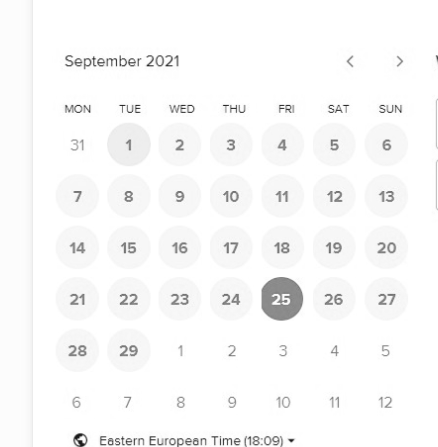 September 2021 < >
MON TUE WED THU FRI SAT SUN
31 1 2 3 4 5 6
7 8 9 10 11 12 13
14 15 16 17 18 19 20
21 22 23 24 25 26 27
28 29 1 2 3 4 5
6 7 8 9 10 11 12
Eastern European Time (18:09)